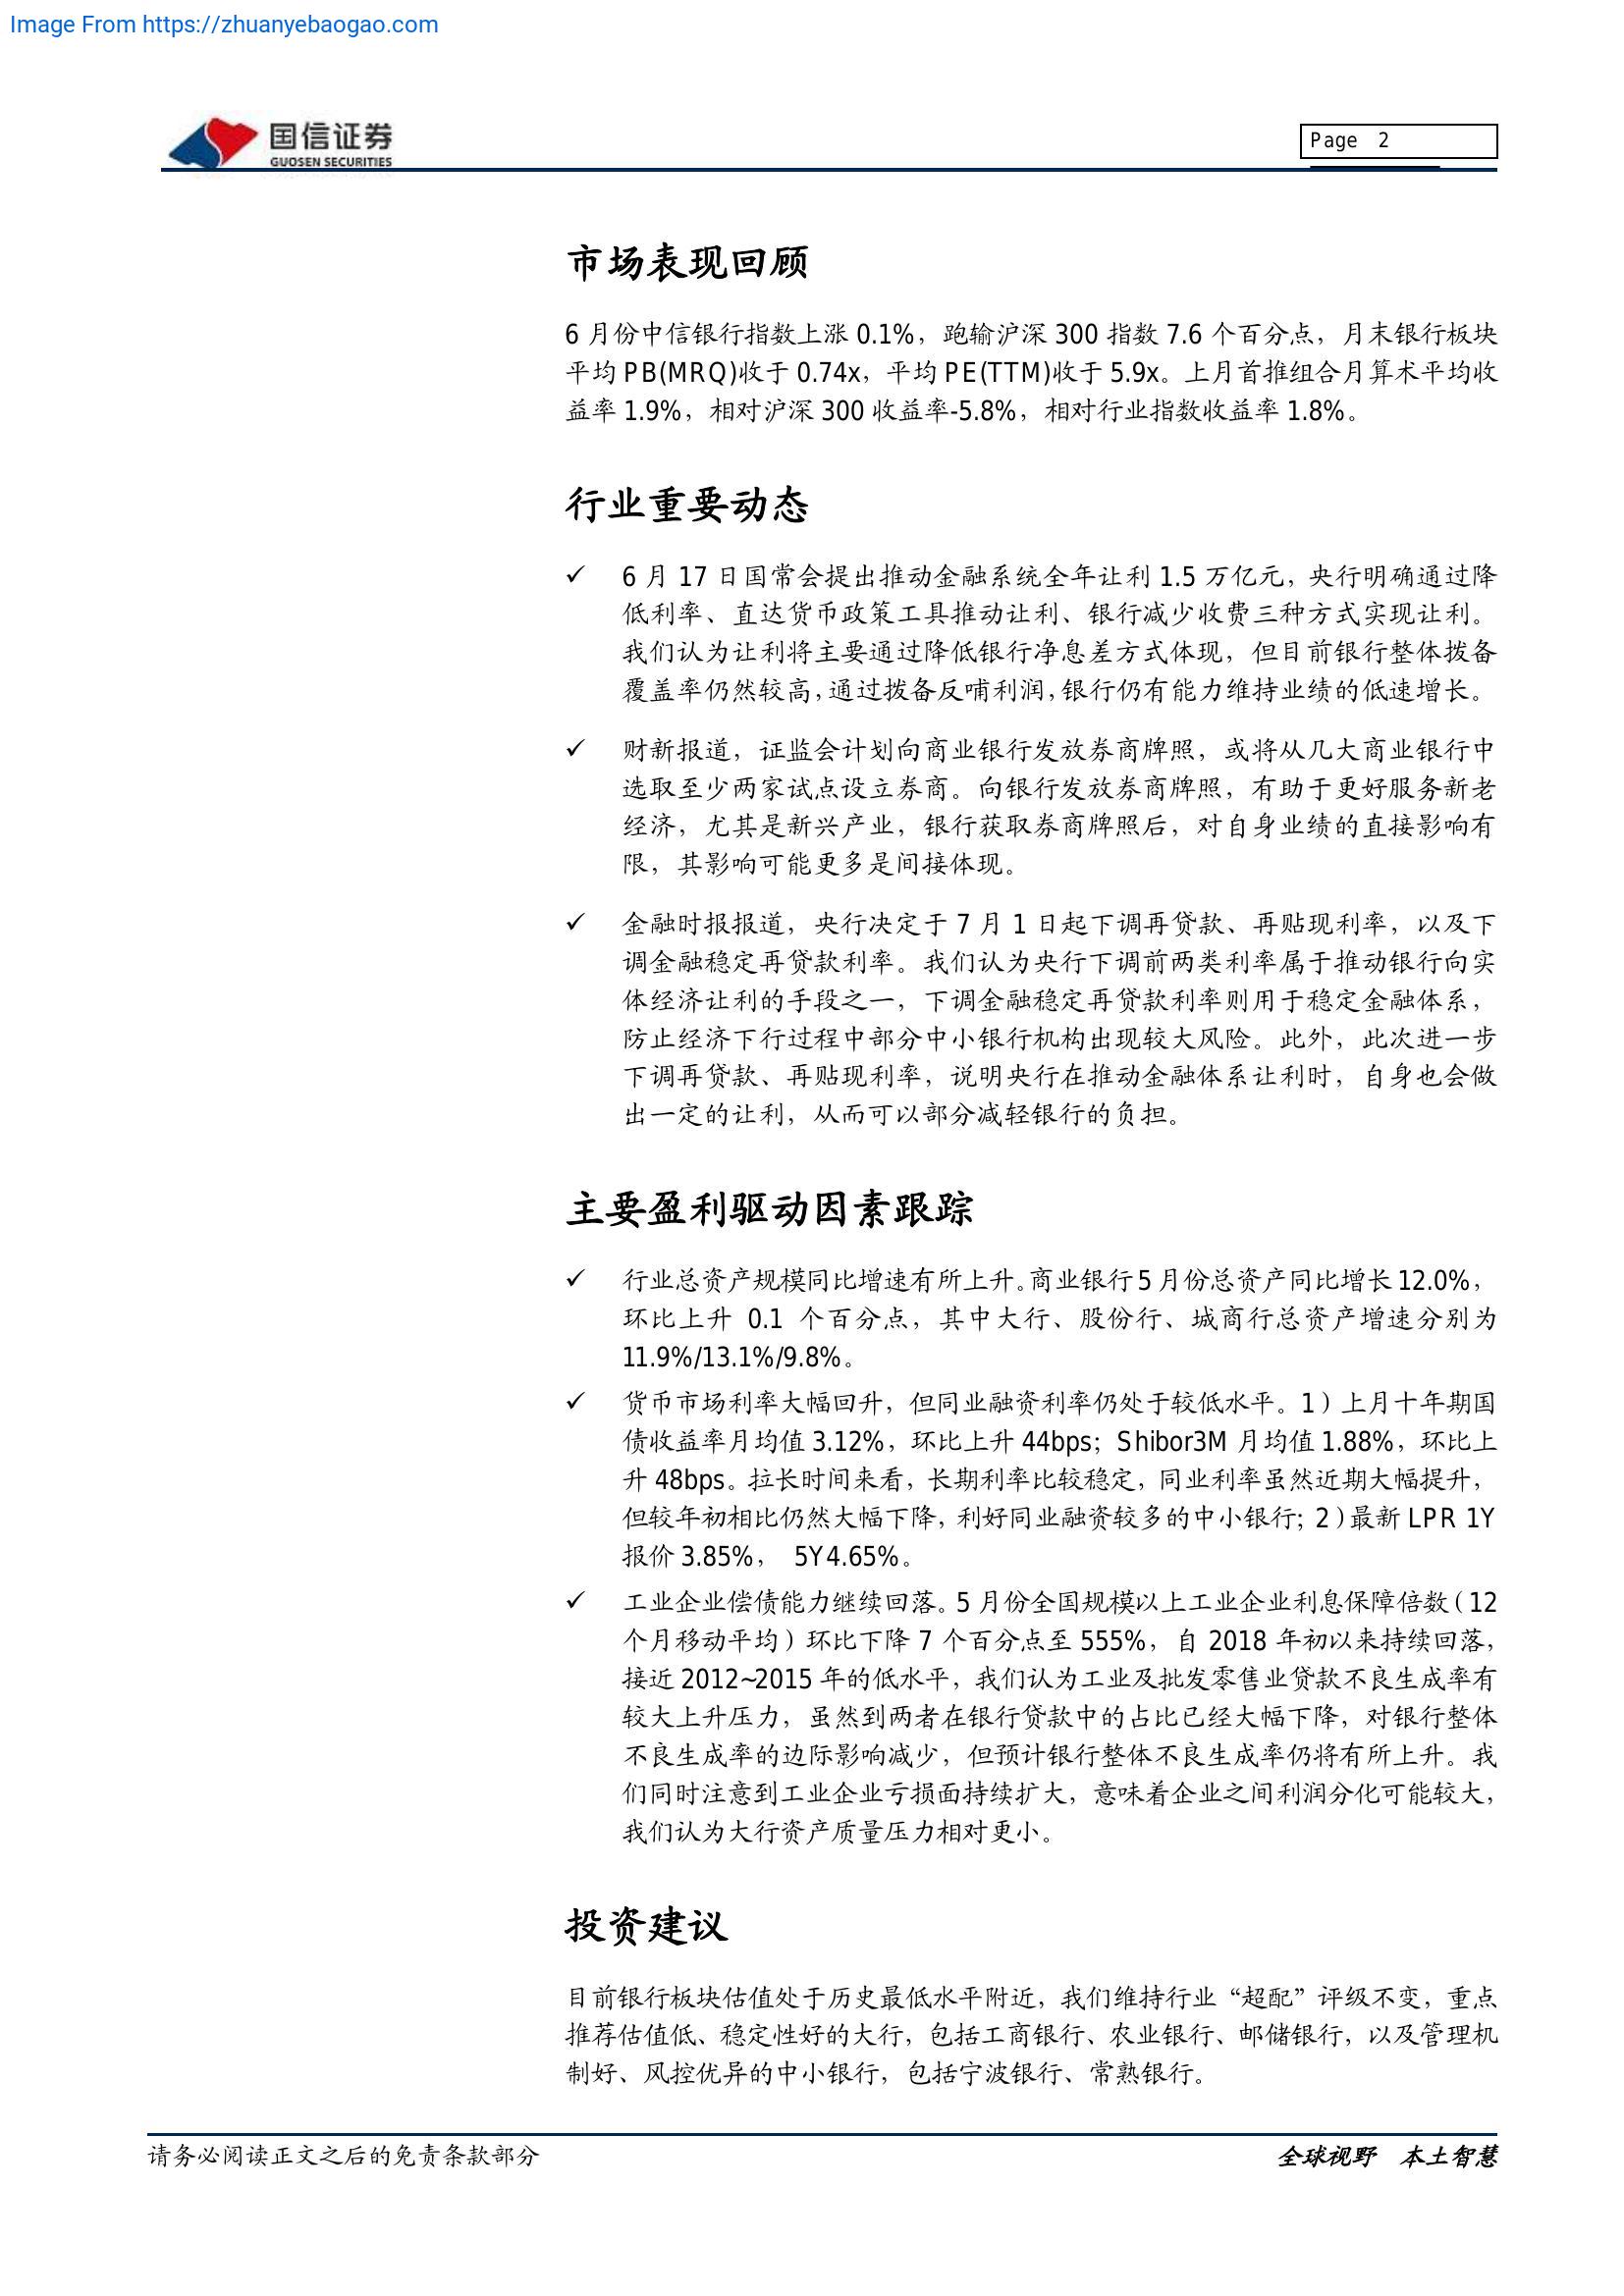 Image From https://zhuanyebaogao.com
国信证券
GUOSEN SECURITIES
Page 2
市场表现回顾
6 月份中信银行指数上涨 0.1%，跑输沪深 300 指数 7.6 个百分点，月末银行板块
平均 PB(MRQ)收于 0.74x，平均 PE(TTM)收于 5.9x。上月首推组合月算术平均收
益率 1.9%，相对沪深 300 收益率-5.8%，相对行业指数收益率 1.8%。
行业重要动态
✓ 6 月 17 日国常会提出推动金融系统全年让利 1.5 万亿元，央行明确通过降
低利率、直达货币政策工具推动让利、银行减少收费三种方式实现让利。
我们认为让利将主要通过降低银行净息差方式体现，但目前银行整体拨备
覆盖率仍然较高，通过拨备反哺利润，银行仍有能力维持业绩的低速增长。
✓ 财新报道，证监会计划向商业银行发放券商牌照，或将从几大商业银行中
选取至少两家试点设立券商。向银行发放券商牌照，有助于更好服务新老
经济，尤其是新兴产业，银行获取券商牌照后，对自身业绩的直接影响有
限，其影响可能更多是间接体现。
✓ 金融时报报道，央行决定于 7 月 1 日起下调再贷款、再贴现利率，以及下
调金融稳定再贷款利率。我们认为央行下调前两类利率属于推动银行向实
体经济让利的手段之一，下调金融稳定再贷款利率则用于稳定金融体系，
防止经济下行过程中部分中小银行机构出现较大风险。此外，此次进一步
下调再贷款、再贴现利率，说明央行在推动金融体系让利时，自身也会做
出一定的让利，从而可以部分减轻银行的负担。
主要盈利驱动因素跟踪
✓ 行业总资产规模同比增速有所上升。商业银行 5 月份总资产同比增长 12.0%，
环比上升 0.1 个百分点，其中大行、股份行、城商行总资产增速分别为
11.9%/13.1%/9.8%。
✓ 货币市场利率大幅回升，但同业融资利率仍处于较低水平。1）上月十年期国
债收益率月均值 3.12%，环比上升 44bps；Shibor3M 月均值 1.88%，环比上
升 48bps。拉长时间来看，长期利率比较稳定，同业利率虽然近期大幅提升，
但较年初相比仍然大幅下降，利好同业融资较多的中小银行；2）最新 LPR 1Y
报价 3.85%， 5Y4.65%。
✓ 工业企业偿债能力继续回落。5 月份全国规模以上工业企业利息保障倍数（12
个月移动平均）环比下降 7 个百分点至 555%，自 2018 年初以来持续回落，
接近 2012~2015 年的低水平，我们认为工业及批发零售业贷款不良生成率有
较大上升压力，虽然到两者在银行贷款中的占比已经大幅下降，对银行整体
不良生成率的边际影响减少，但预计银行整体不良生成率仍将有所上升。我
们同时注意到工业企业亏损面持续扩大，意味着企业之间利润分化可能较大，
我们认为大行资产质量压力相对更小。
投资建议
目前银行板块估值处于历史最低水平附近，我们维持行业“超配”评级不变，重点
推荐估值低、稳定性好的大行，包括工商银行、农业银行、邮储银行，以及管理机
制好、风控优异的中小银行，包括宁波银行、常熟银行。
请务必阅读正文之后的免责条款部分
全球视野 本土智慧